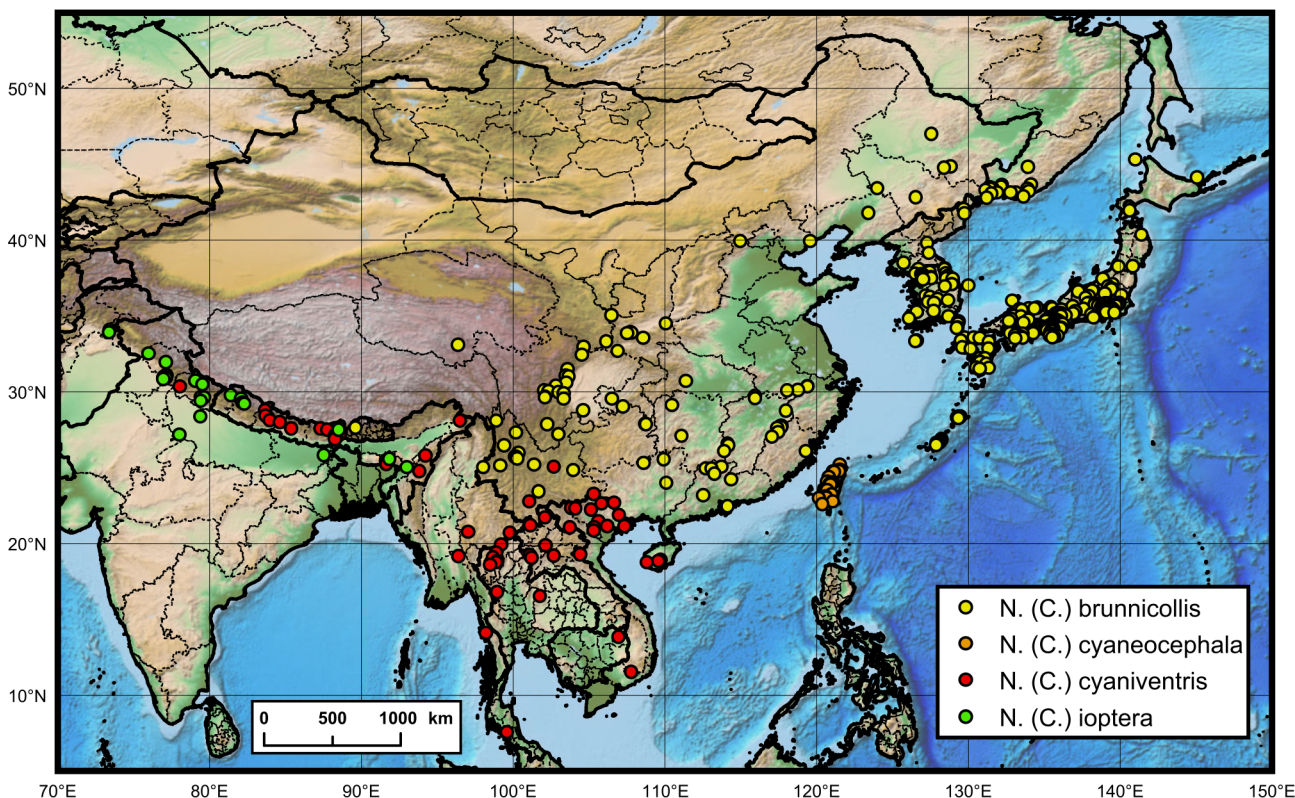 50°N
40°N
30°N
20°N
10°N
N. (C.) brunnicollis
N. (C.) cyaneocephala
N. (C.) cyaniventris
N. (C.) ioptera
0 500 1000 km
70°E 80°E 90°E 100°E 110°E 120°E 130°E 140°E 150°E